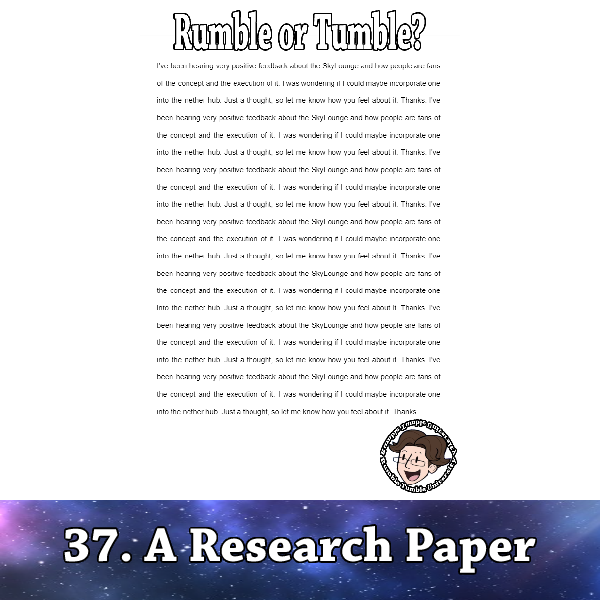 Rumble or Tumble?
I've been hearing very positive feedback about the SkyLounge and how people are fans
of the concept and the execution of it. I was wondering if I could maybe incorporate one
into the nether hub. Just a thought, so let me know how you feel about it. Thanks. I've
been hearing very positive feedback about the SkyLounge and how people are fans of
the concept and the execution of it. I was wondering if I could maybe incorporate one
into the nether hub. Just a thought, so let me know how you feel about it. Thanks. I've
been hearing very positive feedback about the SkyLounge and how people are fans of
the concept and the execution of it. I was wondering if I could maybe incorporate one
into the nether hub. Just a thought, so let me know how you feel about it. Thanks. I've
been hearing very positive feedback about the SkyLounge and how people are fans of
the concept and the execution of it. I was wondering if I could maybe incorporate one
into the nether hub. Just a thought, so let me know how you feel about it. Thanks. I've
been hearing very positive feedback about the SkyLounge and how people are fans of
the concept and the execution of it. I was wondering if I could maybe incorporate one
into the nether hub. Just a thought, so let me know how you feel about it. Thanks. I've
been hearing very positive feedback about the SkyLounge and how people are fans of
the concept and the execution of it. I was wondering if I could maybe incorporate one
into the nether hub. Just a thought, so let me know how you feel about it. Thanks. I've
been hearing very positive feedback about the SkyLounge and how people are fans of
the concept and the execution of it. I was wondering if I could maybe incorporate one
into the nether hub. Just a thought, so let me know how you feel about it. Thanks.
37. A Research Paper